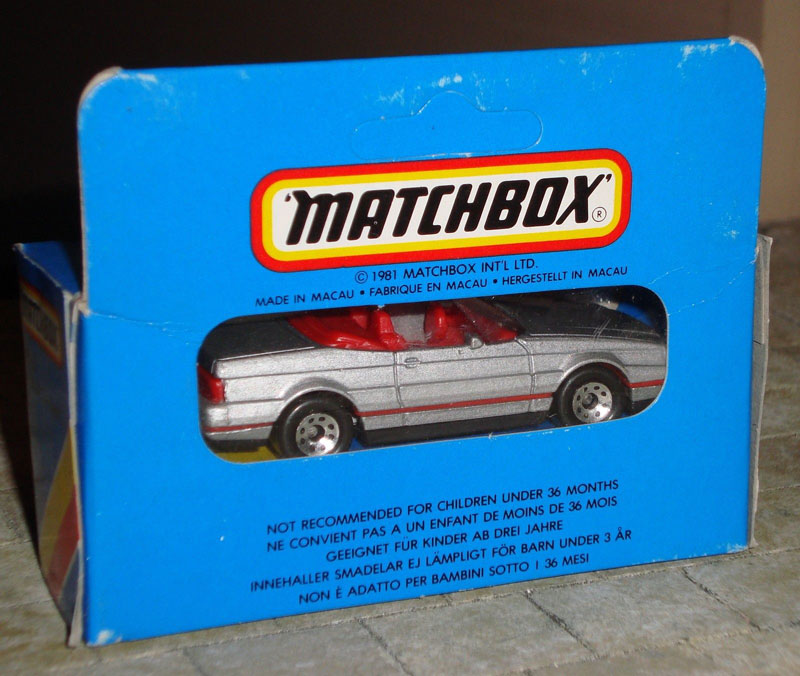 'MATCHBOX'®
© 1981 MATCHBOX INT'L LTD.
MADE IN MACAU • FABRIQUE EN MACAU • HERGESTELLT IN MACAU
NOT RECOMMENDED FOR CHILDREN UNDER 36 MONTHS
NE CONVIENT PAS A UN ENFANT DE MOINS DE 36 MOIS
GEEIGNET FÜR KINDER AB DREI JAHRE
INNEHALLER SMADELAR EJ LÄMPLIGT FÖR BARN UNDER 3 ÅR
NON È ADATTO PER BAMBINI SOTTO I 36 MESI